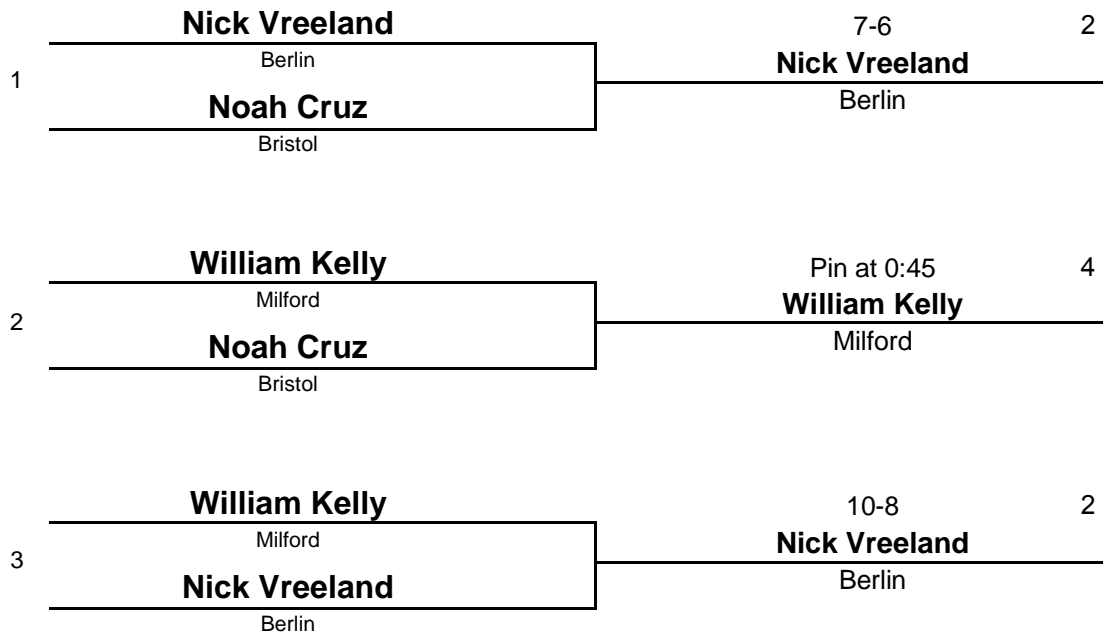 Nick Vreeland 7-6 2
Berlin Nick Vreeland
1
Noah Cruz Berlin
Bristol
William Kelly Pin at 0:45 4
Milford William Kelly
2
Noah Cruz Milford
Bristol
William Kelly 10-8 2
Milford Nick Vreeland
3
Nick Vreeland Berlin
Berlin